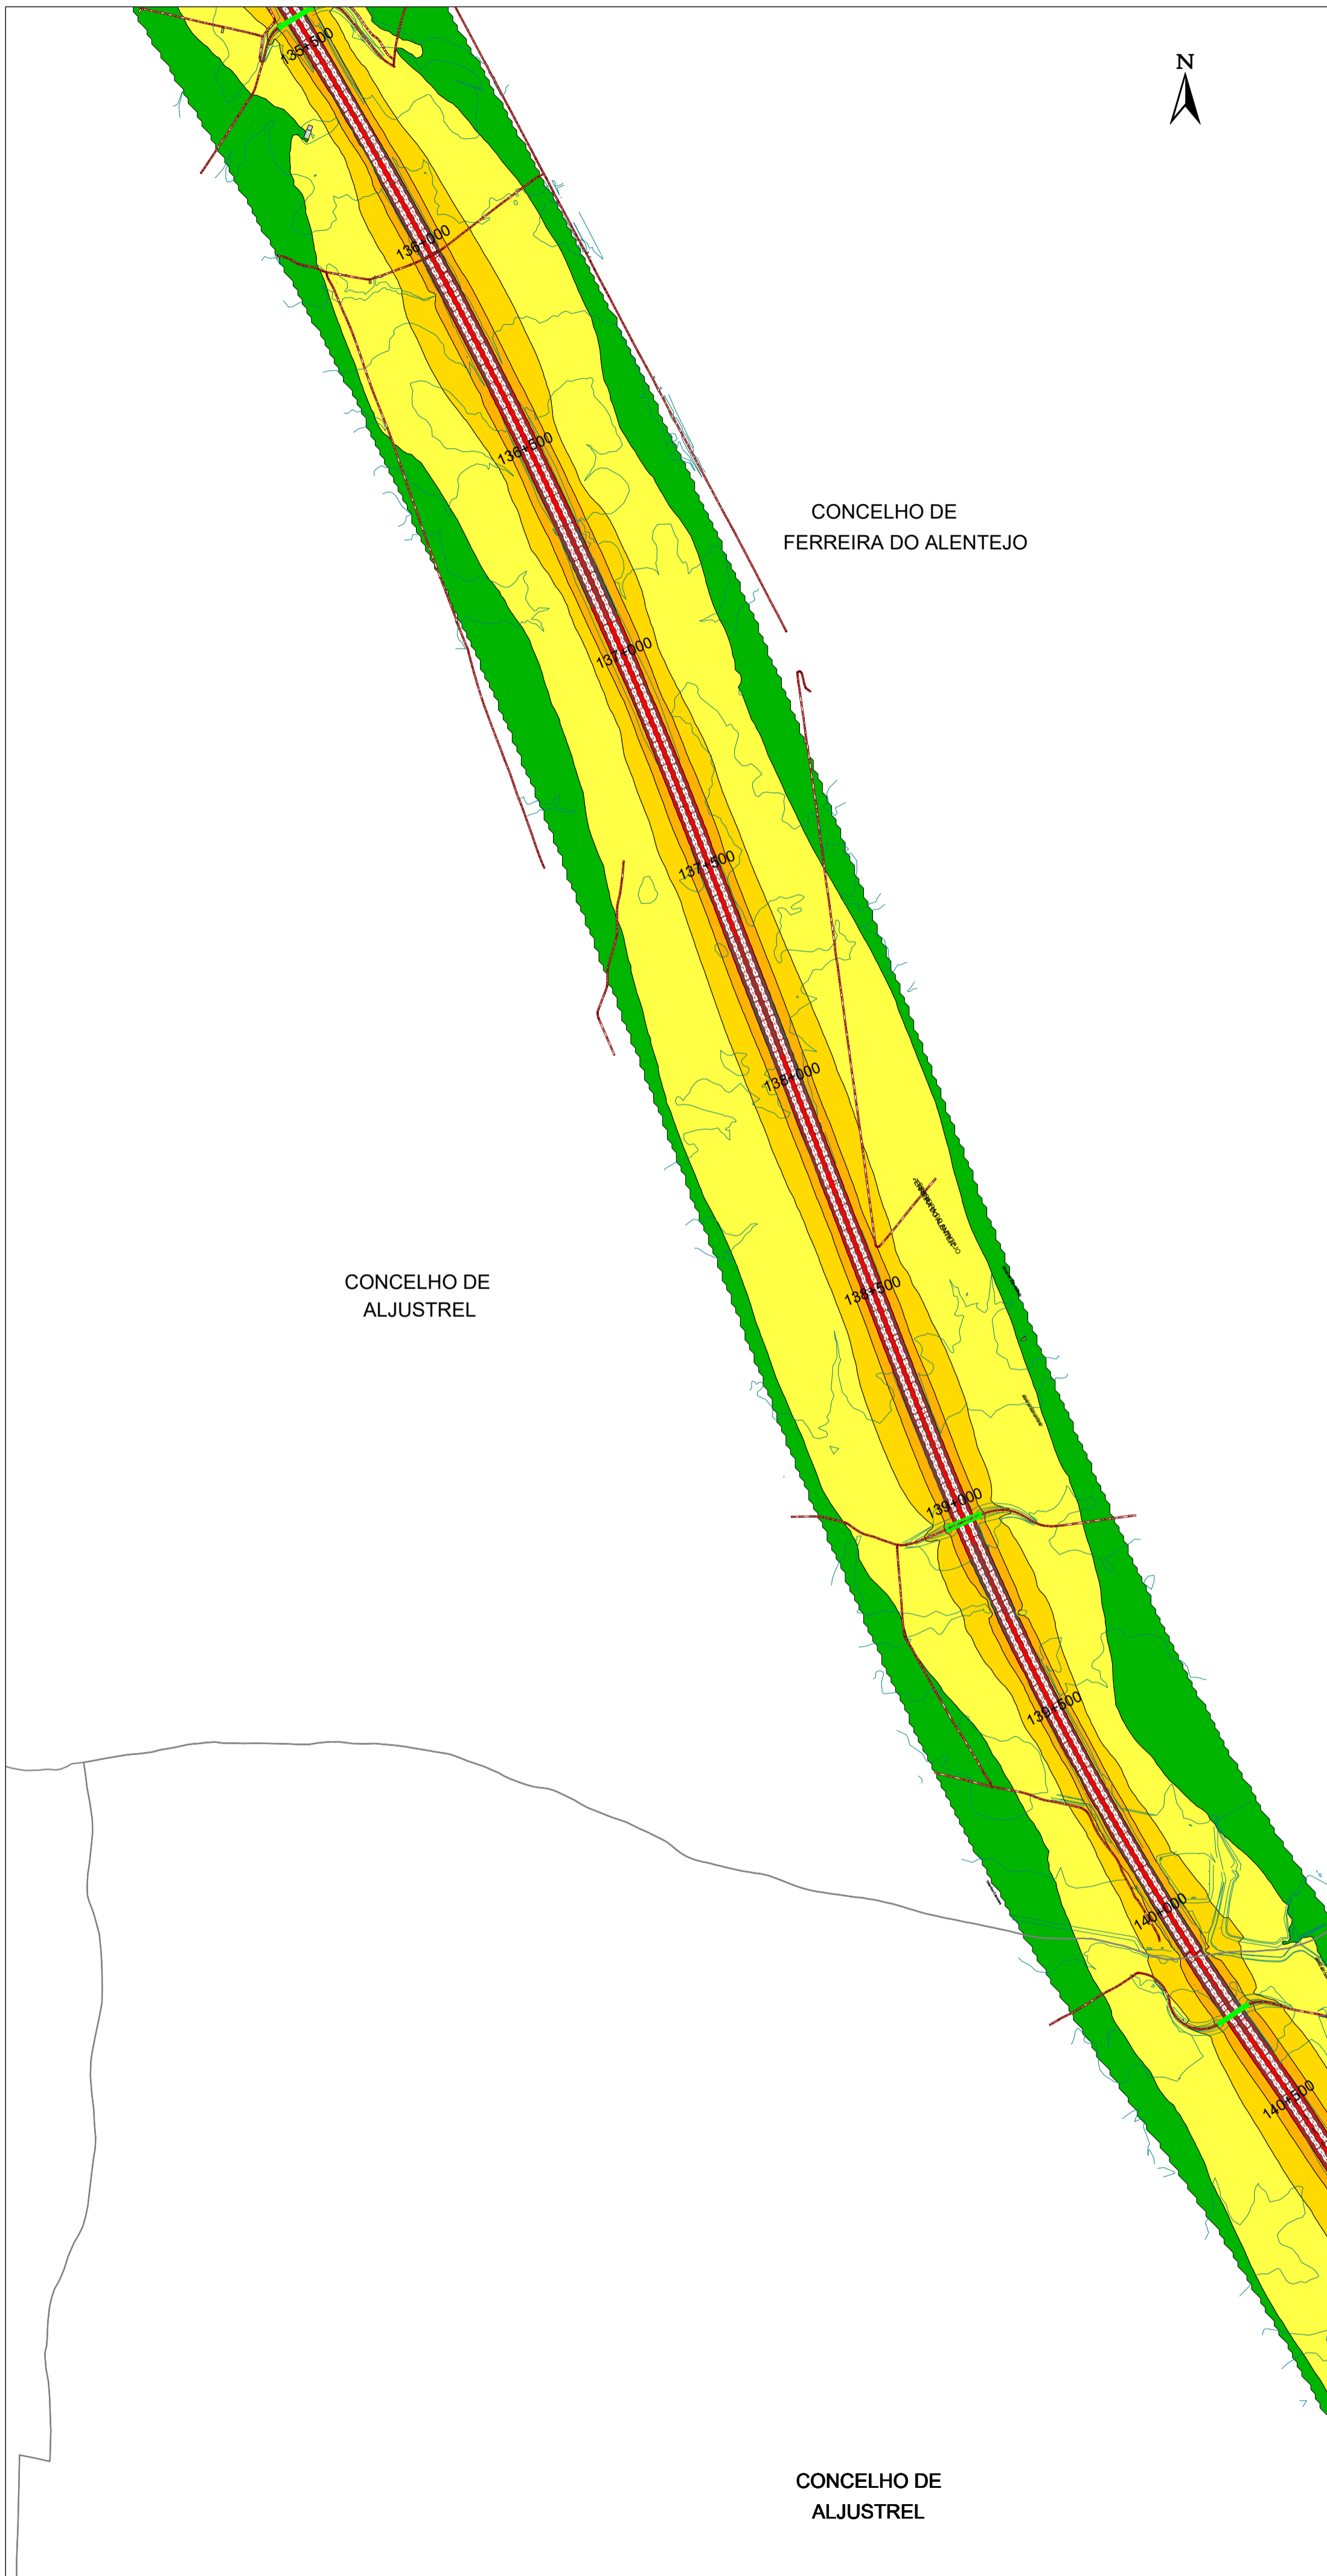 135+500
N
136+000
136+500
CONCELHO DE
FERREIRA DO ALENTEJO
137+000
137+500
138+000
CONCELHO DE
ALJUSTREL
138+500
139+000
139+500
140+000
140+500
CONCELHO DE
ALJUSTREL